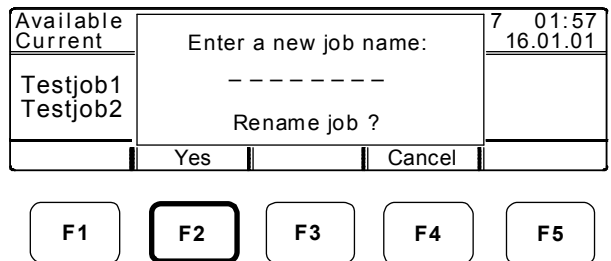 Available 7 01:57
Current Enter a new job name: 16.01.01
_ _ _ _ _ _ _ _
Testjob1
Testjob2
Rename job ?
Yes Cancel
F1 F2 F3 F4 F5